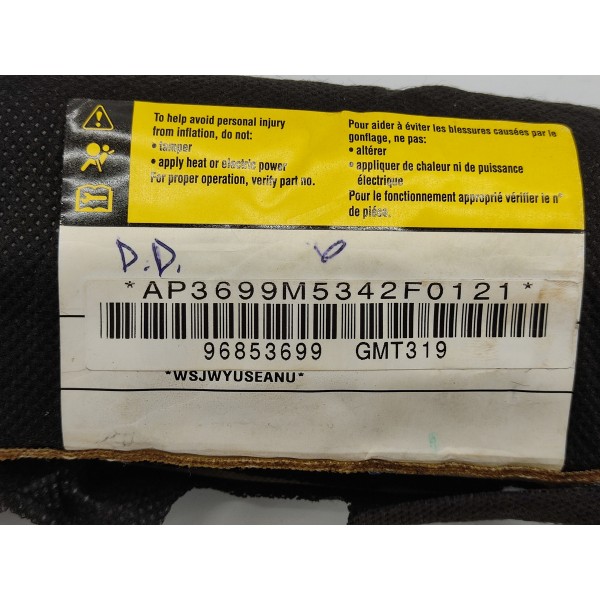 To help avoid personal injury
from inflation, do not:
• tamper
• apply heat or electric power
For proper operation, verify part no.
Pour aider à éviter les blessures causées par le
gonflage, ne pas:
• altérer
• appliquer de chaleur ni de puissance
électrique
Pour le fonctionnement approprié vérifier le n°
de piése.
D.D.
*AP3699M5342F0121*
96853699 GMT319
*WSJWYUSEANU*